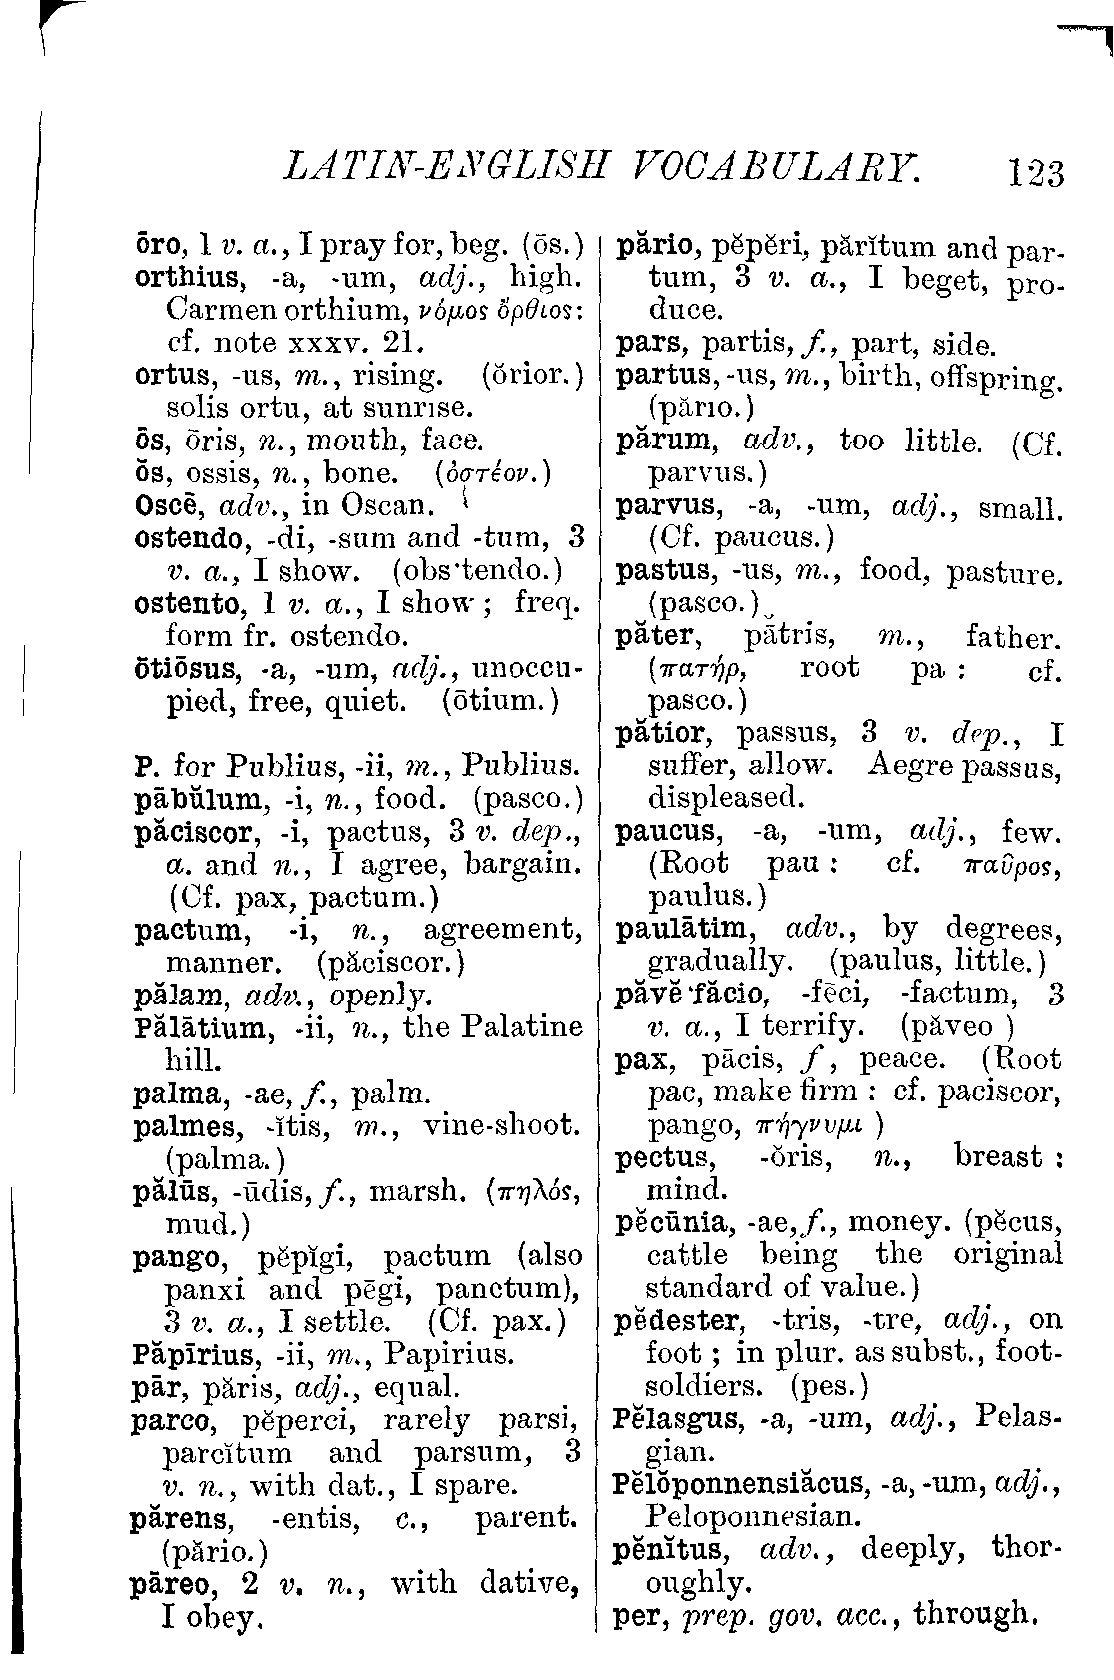 LATIN-ENGLISH VOCABULARY. 123
ōro, 1 v. a., I pray for, beg. (ōs.)
orthius, -a, -um, adj., high.
Carmen orthium, νόμος ὄρθιος:
cf. note xxxv. 21.
ortus, -us, m., rising. (ŏrior.)
solis ortu, at sunrise.
ōs, ōris, n., mouth, face.
ŏs, ossis, n., bone. (ὀστέον.)
Oscē, adv., in Oscan.
ostendo, -di, -sum and -tum, 3
v. a., I show. (obs·tendo.)
ostento, 1 v. a., I show; freq.
form fr. ostendo.
ōtiōsus, -a, -um, adj., unoccu-
pied, free, quiet. (ōtium.)
P. for Publius, -ii, m., Publius.
pābŭlum, -i, n., food. (pasco.)
păciscor, -i, pactus, 3 v. dep.,
a. and n., I agree, bargain.
(Cf. pax, pactum.)
pactum, -i, n., agreement,
manner. (păciscor.)
pălam, adv., openly.
Pălātium, -ii, n., the Palatine
hill.
palma, -ae, f., palm.
palmes, -ĭtis, m., vine-shoot.
(palma.)
pălūs, -ūdis, f., marsh. (πηλός,
mud.)
pango, pĕpĭgi, pactum (also
panxi and pēgi, panctum),
3 v. a., I settle. (Cf. pax.)
Păpīrius, -ii, m., Papirius.
pār, păris, adj., equal.
parco, pĕperci, rarely parsi,
parcĭtum and parsum, 3
v. n., with dat., I spare.
părens, -entis, c., parent.
(părio.)
pāreo, 2 v. n., with dative,
I obey.
părio, pĕpĕri, părĭtum and par-
tum, 3 v. a., I beget, pro-
duce.
pars, partis, f., part, side.
partus, -us, m., birth, offspring.
(părio.)
părum, adv., too little. (Cf.
parvus.)
parvus, -a, -um, adj., small.
(Cf. paucus.)
pastus, -us, m., food, pasture.
(pasco.)
păter, pătris, m., father.
(πατήρ, root pa: cf.
pasco.)
pătior, passus, 3 v. dep., I
suffer, allow. Aegre passus,
displeased.
paucus, -a, -um, adj., few.
(Root pau: cf. παῦρος,
paulus.)
paulātim, adv., by degrees,
gradually. (paulus, little.)
păvĕ·făcio, -fēci, -factum, 3
v. a., I terrify. (păveo )
pax, pācis, f , peace. (Root
pac, make firm: cf. paciscor,
pango, πήγνυμι )
pectus, -ŏris, n., breast:
mind.
pĕcūnia, -ae, f., money. (pĕcus,
cattle being the original
standard of value.)
pĕdester, -tris, -tre, adj., on
foot; in plur. as subst., foot-
soldiers. (pes.)
Pĕlasgus, -a, -um, adj., Pelas-
gian.
Pĕlŏponnensiăcus, -a, -um, adj.,
Peloponnesian.
pĕnĭtus, adv., deeply, thor-
oughly.
per, prep. gov. acc., through.